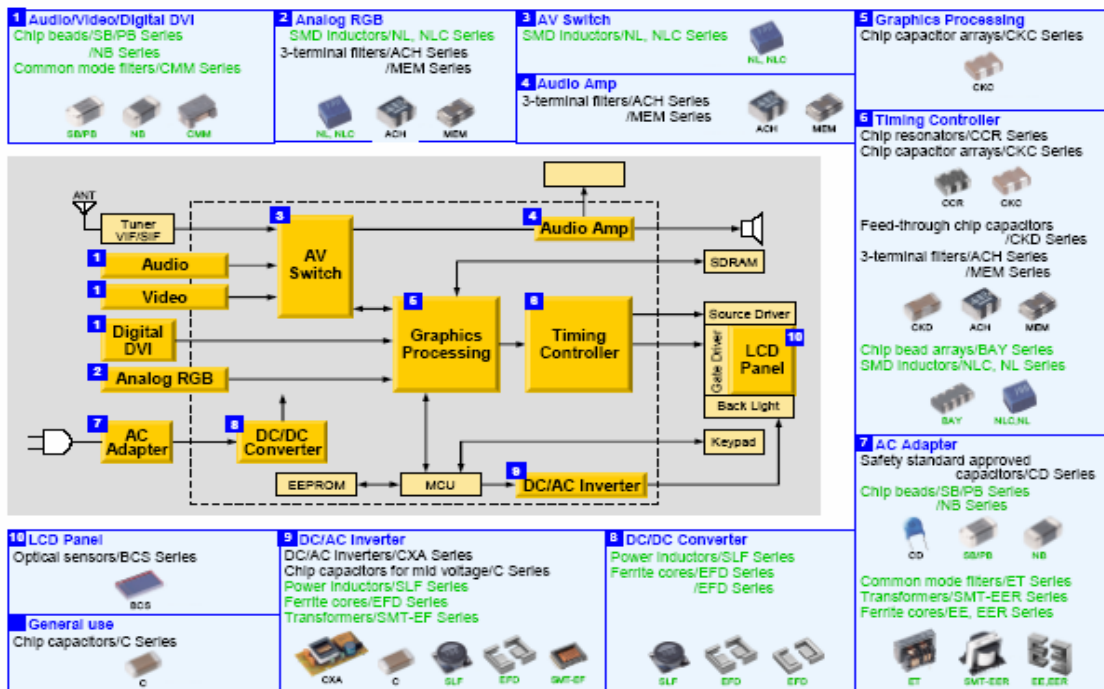 1 Audio/Video/Digital DVI
Chip beads/SB/PB Series
/NB Series
Common mode filters/CMM Series
SB/PB NB CMM
2 Analog RGB
SMD Inductors/NL, NLC Series
3-terminal filters/ACH Series
/MEM Series
NL, NLC ACH MEM
3 AV Switch
SMD Inductors/NL, NLC Series
NL, NLC
4 Audio Amp
3-terminal filters/ACH Series
/MEM Series
ACH MEM
5 Graphics Processing
Chip capacitor arrays/CKC Series
CKC
6 Timing Controller
Chip resonators/CCR Series
Chip capacitor arrays/CKC Series
CCR CKC
Feed-through chip capacitors
/CKD Series
3-terminal filters/ACH Series
/MEM Series
CKD ACH MEM
Chip bead arrays/BAY Series
SMD Inductors/NLC, NL Series
BAY NLC,NL
7 AC Adapter
Safety standard approved
capacitors/CD Series
Chip beads/SB/PB Series
/NB Series
CD SB/PB NB
Common mode filters/ET Series
Transformers/SMT-EER Series
Ferrite cores/EE, EER Series
ET SMT-EER EE,EER
ANT
Tuner
VIF/SIF
3
AV
Switch
4
Audio Amp
1
Audio
1
Video
1
Digital
DVI
2
Analog RGB
5
Graphics
Processing
6
Timing
Controller
SDRAM
Source Driver
Gate Driver
10
LCD
Panel
Back Light
7
AC
Adapter
8
DC/DC
Converter
Keypad
EEPROM
MCU
9
DC/AC Inverter
10 LCD Panel
Optical sensors/BCS Series
BCS
General use
Chip capacitors/C Series
C
9 DC/AC Inverter
DC/AC Inverters/CXA Series
Chip capacitors for mid voltage/C Series
Power Inductors/SLF Series
Ferrite cores/EFD Series
Transformers/SMT-EF Series
CXA C SLF EFD SMT-EF
8 DC/DC Converter
Power Inductors/SLF Series
Ferrite cores/EFD Series
/EFD Series
SLF EFD EFD